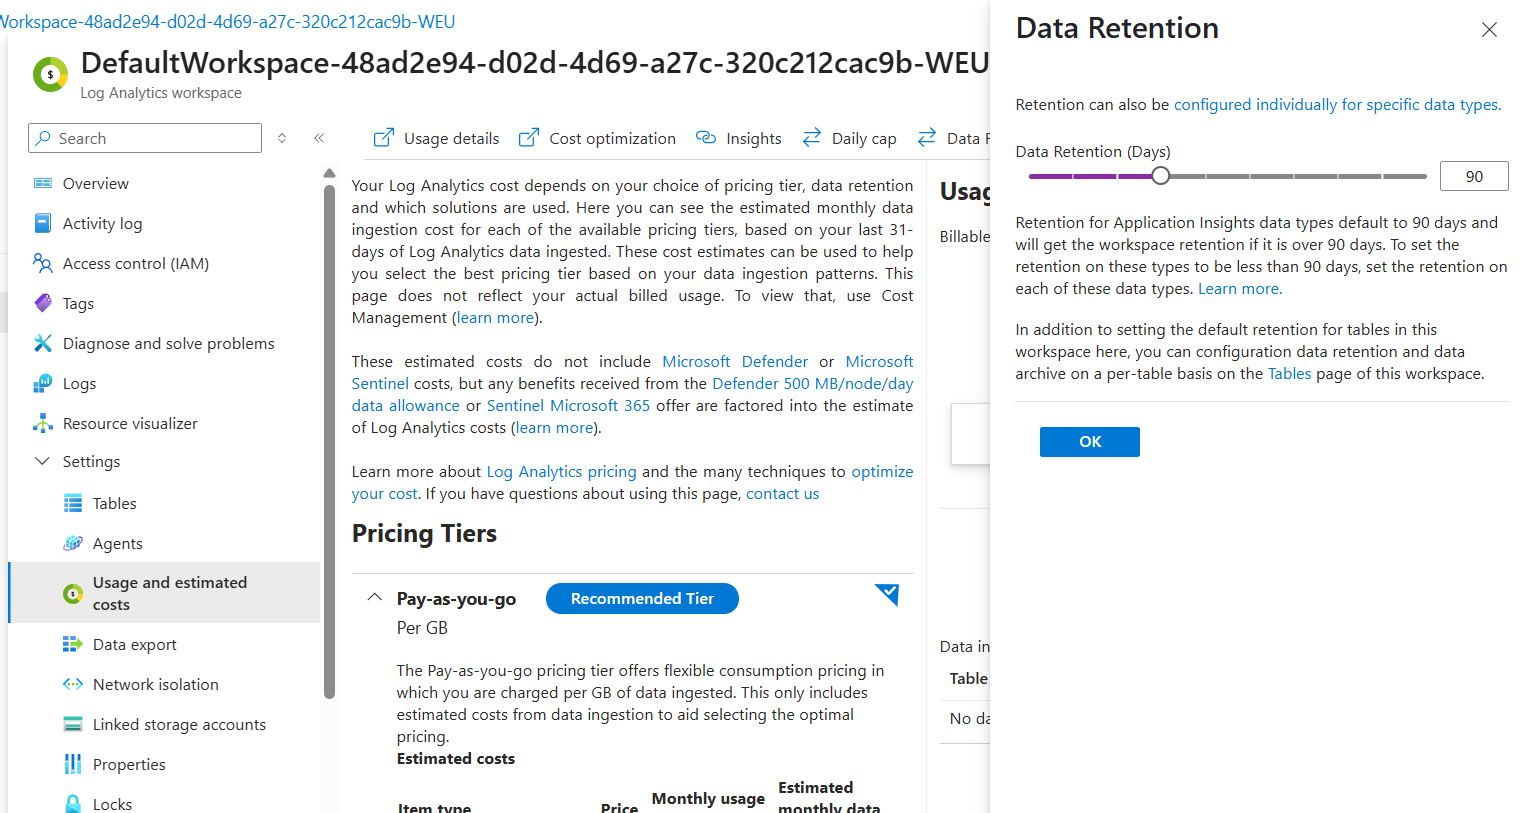 Workspace-48ad2e94-d02d-4d69-a27c-320c212cac9b-WEU
DefaultWorkspace-48ad2e94-d02d-4d69-a27c-320c212cac9b-WEU
Log Analytics workspace
Search
Overview
Activity log
Access control (IAM)
Tags
Diagnose and solve problems
Logs
Resource visualizer
Settings
Tables
Agents
Usage and estimated
costs
Data export
Network isolation
Linked storage accounts
Properties
Locks
Usage details
Cost optimization
Insights
Daily cap
Data
Your Log Analytics cost depends on your choice of pricing tier, data retention
and which solutions are used. Here you can see the estimated monthly data
ingestion cost for each of the available pricing tiers, based on your last 31-
days of Log Analytics data ingested. These cost estimates can be used to help
you select the best pricing tier based on your data ingestion patterns. This
page does not reflect your actual billed usage. To view that, use Cost
Management (learn more).
These estimated costs do not include Microsoft Defender or Microsoft
Sentinel costs, but any benefits received from the Defender 500 MB/node/day
data allowance or Sentinel Microsoft 365 offer are factored into the estimate
of Log Analytics costs (learn more).
Learn more about Log Analytics pricing and the many techniques to optimize
your cost. If you have questions about using this page, contact us
Pricing Tiers
Pay-as-you-go
Recommended Tier
Per GB
The Pay-as-you-go pricing tier offers flexible consumption pricing in
which you are charged per GB of data ingested. This only includes
estimated costs from data ingestion to aid selecting the optimal
pricing.
Estimated costs
Item type
Price
Monthly usage
Estimated
monthly data
Usag
Billable
Data in
Table
No da
Data Retention
Retention can also be configured individually for specific data types.
Data Retention (Days)
90
Retention for Application Insights data types default to 90 days and
will get the workspace retention if it is over 90 days. To set the
retention on these types to be less than 90 days, set the retention on
each of these data types. Learn more.
In addition to setting the default retention for tables in this
workspace here, you can configuration data retention and data
archive on a per-table basis on the Tables page of this workspace.
OK